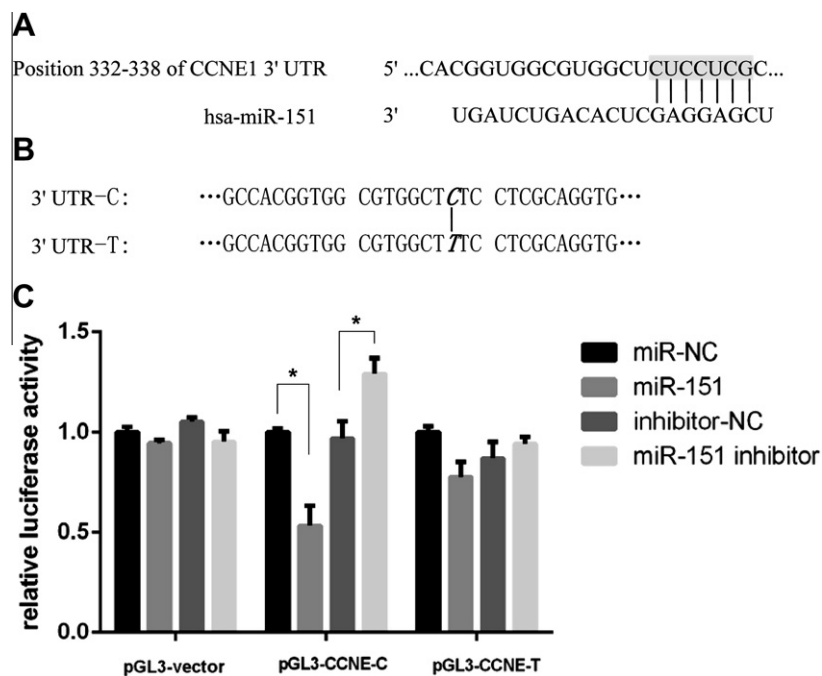 A
Position 332-338 of CCNE1 3' UTR 5' ...CACGGUGGCGUGGCUCUCCUCGC...
hsa-miR-151 3' UGAUCUGACACUCGAGGAGCU
B
3' UTR-C: ···GCCACGGTGG CGTGGCTCTC CTCGCAGGTG···
3' UTR-T: ···GCCACGGTGG CGTGGCTTTC CTCGCAGGTG···
C
relative luciferase activity
1.5
1.0
0.5
0.0
*
*
pGL3-vector
pGL3-CCNE-C
pGL3-CCNE-T
miR-NC
miR-151
inhibitor-NC
miR-151 inhibitor